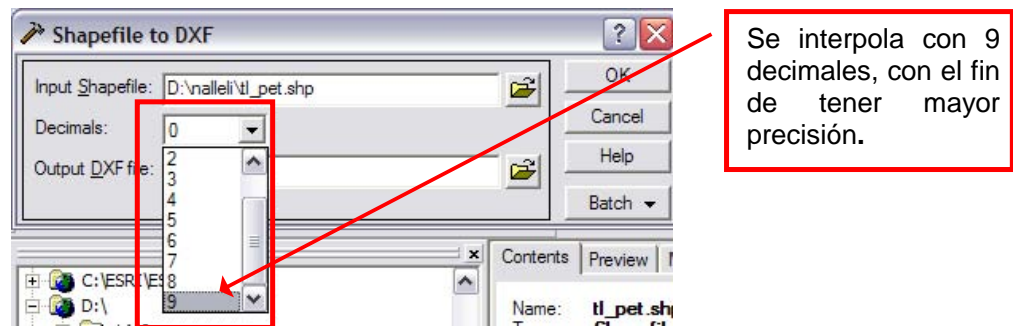 Shapefile to DXF
Input Shapefile: D:\nalleli\tl_pet.shp
OK
Decimals: 0
Cancel
Output DXF file:
Help
Batch
2
3
4
5
6
7
8
9
C:\ESRI\ES
D:\
Contents
Preview
Name: tl_pet.sh
Se interpola con 9
decimales, con el fin
de tener mayor
precisión.